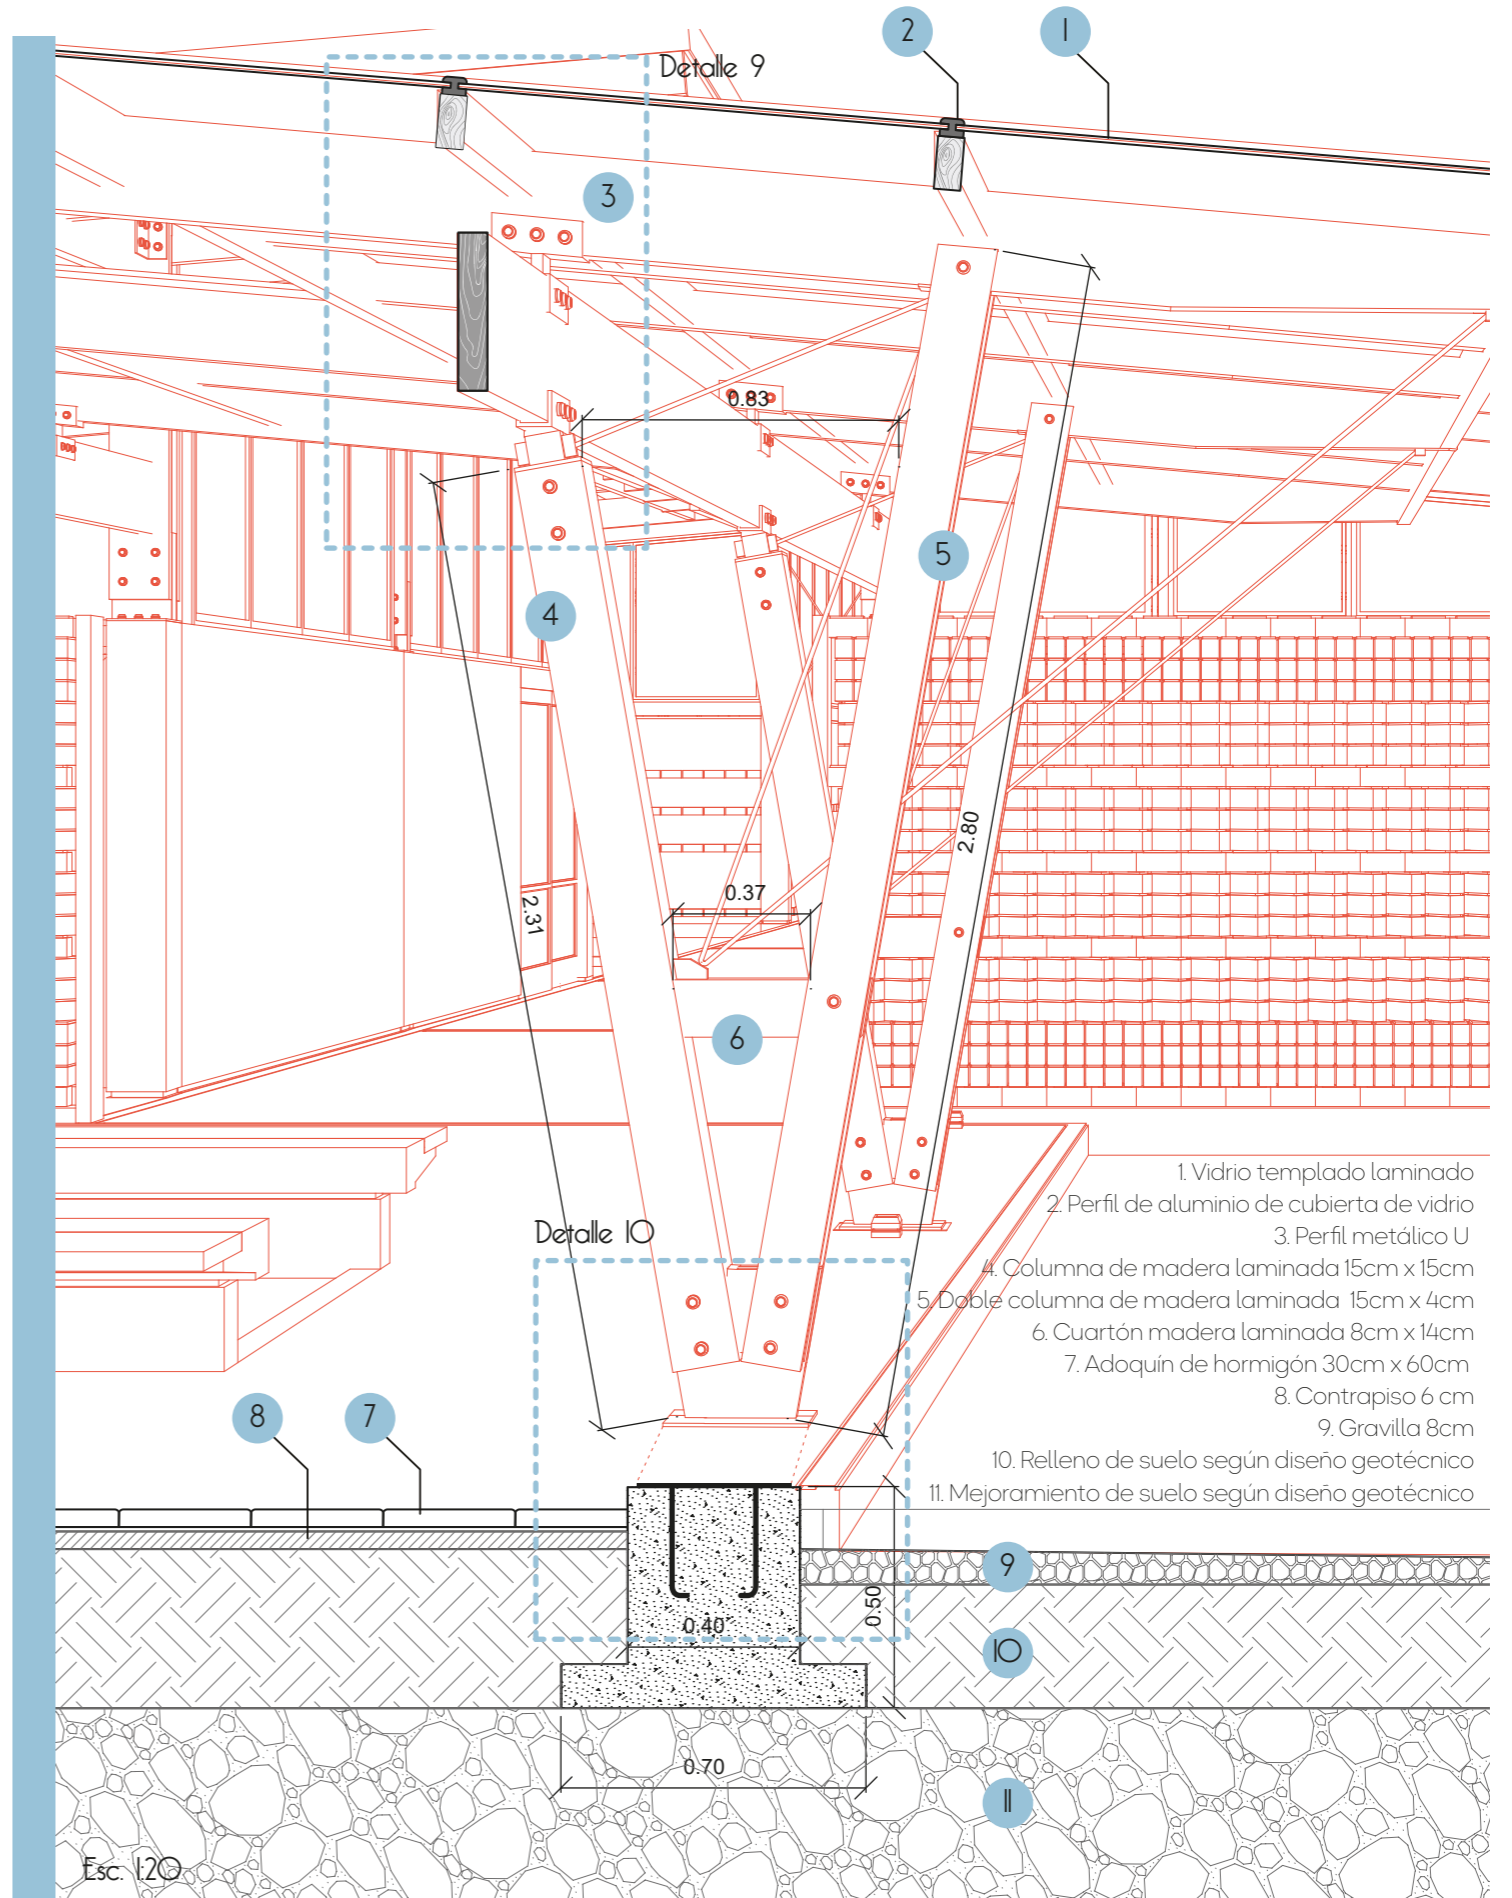 2
1
Detalle 9
3
0.83
5
4
2.80
0.37
2.31
6
1. Vidrio templado laminado
2. Perfil de aluminio de cubierta de vidrio
3. Perfil metálico U
4. Columna de madera laminada 15cm x 15cm
5. Doble columna de madera laminada 15cm x 4cm
6. Cuartón madera laminada 8cm x 14cm
7. Adoquín de hormigón 30cm x 60cm
8. Contrapiso 6 cm
9. Gravilla 8cm
10. Relleno de suelo según diseño geotécnico
11. Mejoramiento de suelo según diseño geotécnico
Detalle 10
8
7
9
0.50
0.40
10
0.70
11
Esc. 1:20